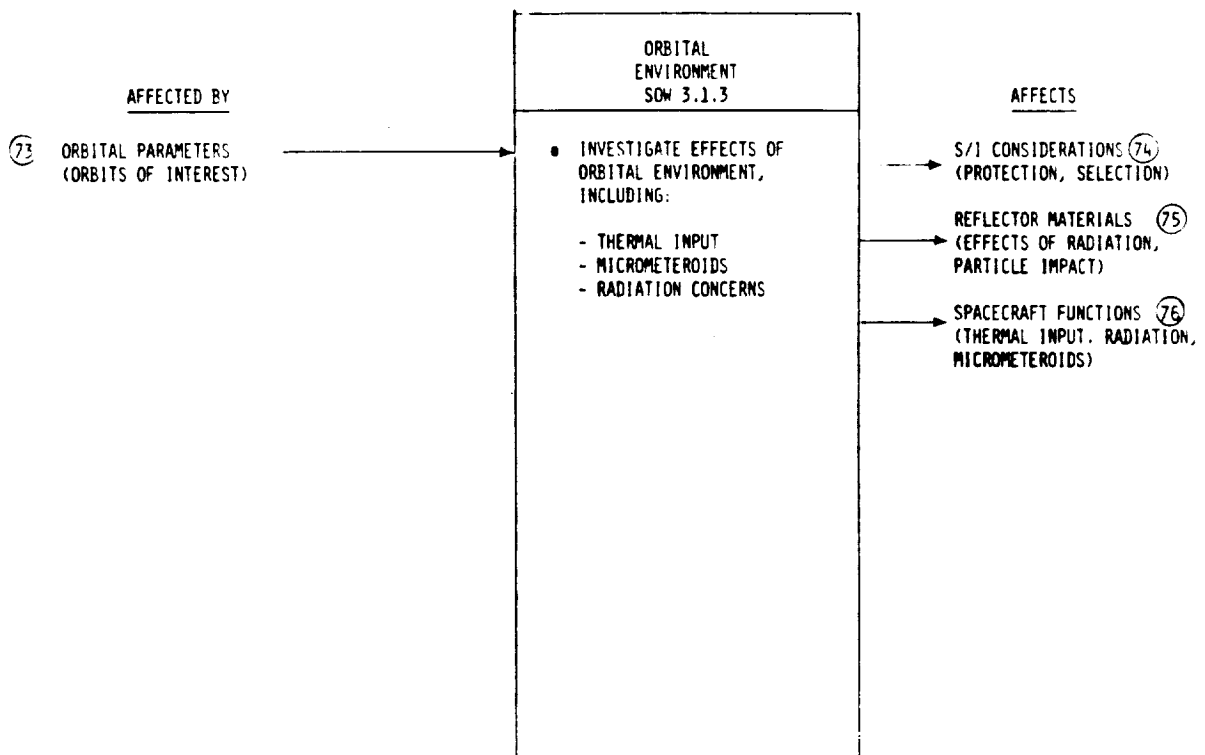 ORBITAL
ENVIRONMENT
SOW 3.1.3
AFFECTED BY
73 ORBITAL PARAMETERS
(ORBITS OF INTEREST)
• INVESTIGATE EFFECTS OF
ORBITAL ENVIRONMENT,
INCLUDING:
- THERMAL INPUT
- MICROMETEROIDS
- RADIATION CONCERNS
AFFECTS
S/I CONSIDERATIONS 74
(PROTECTION, SELECTION)
REFLECTOR MATERIALS 75
(EFFECTS OF RADIATION,
PARTICLE IMPACT)
SPACECRAFT FUNCTIONS 76
(THERMAL INPUT. RADIATION,
MICROMETEROIDS)